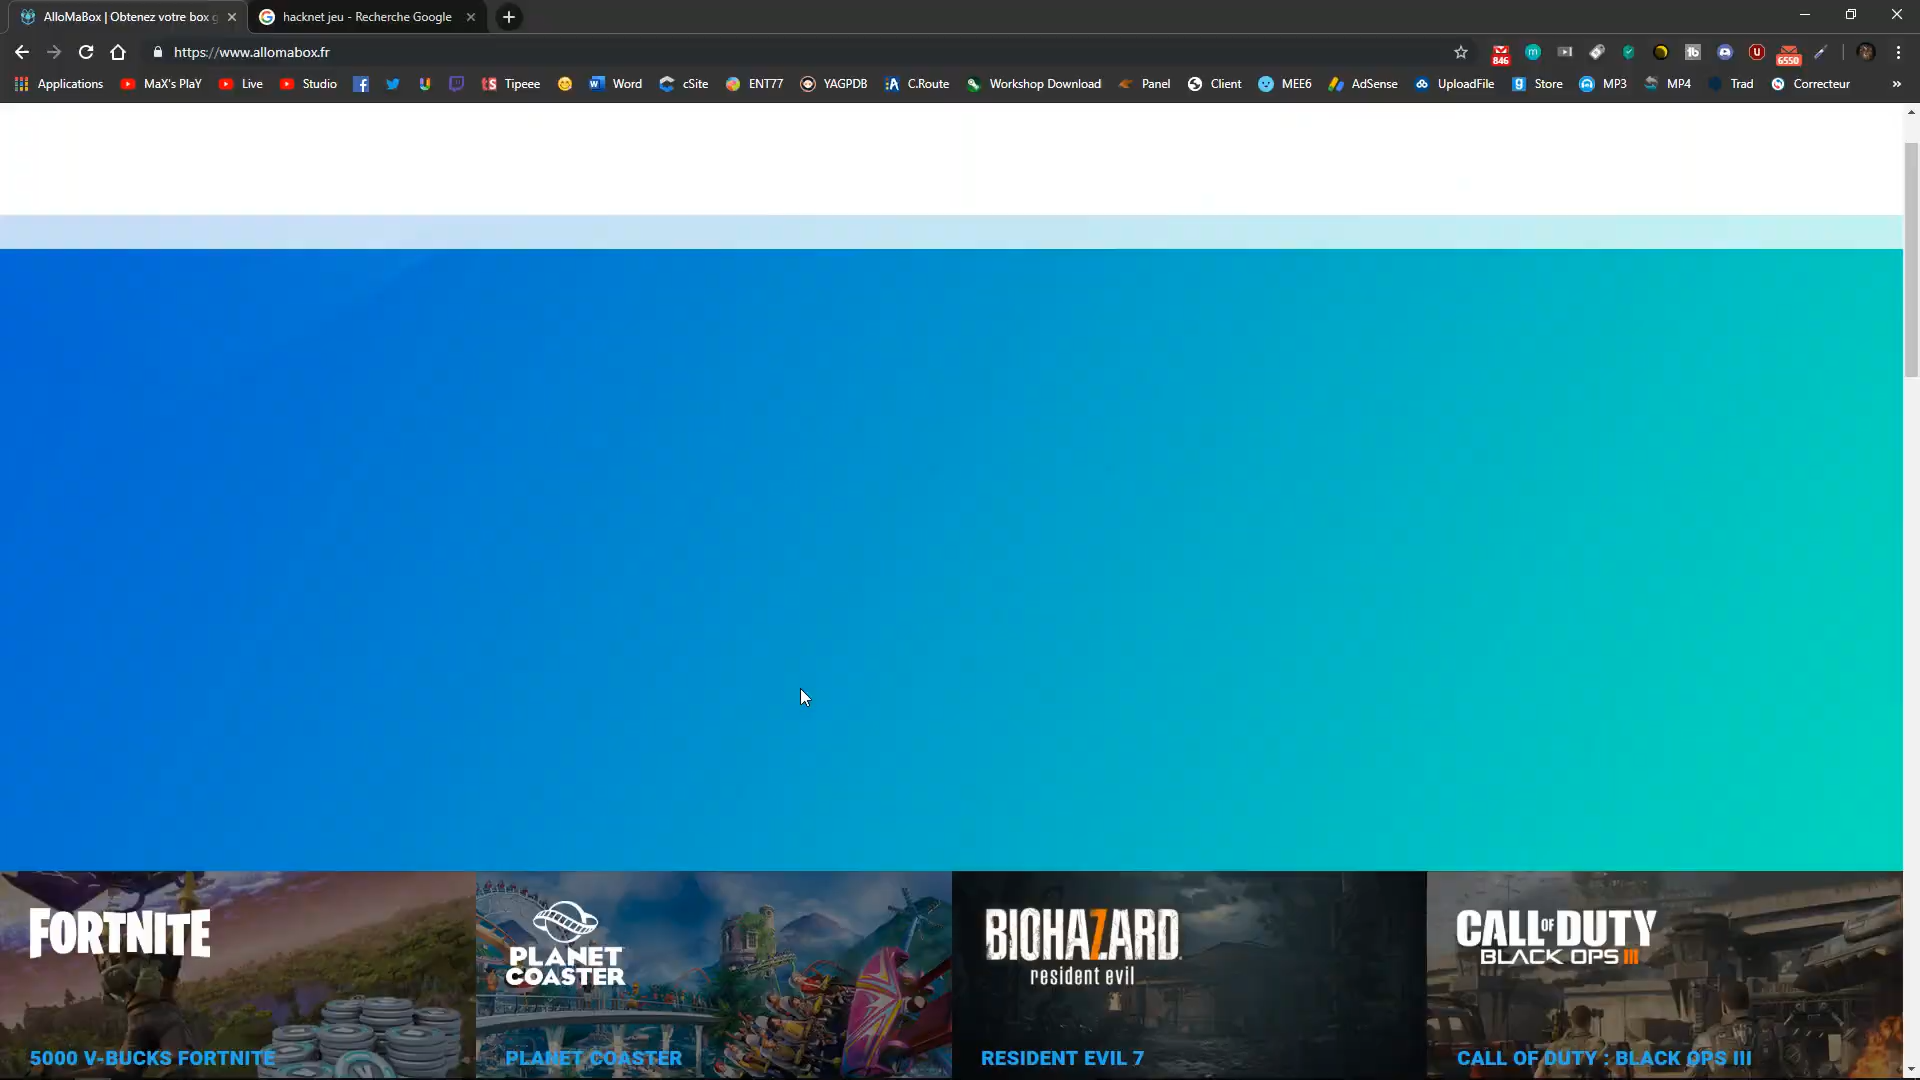 AlloMaBox | Obtenez votre box g
hacknet jeu - Recherche Google
https://www.allomabox.fr
846
6550
Applications MaX's PlaY Live Studio Tipeee Word cSite ENT77 YAGPDB C.Route Workshop Download Panel Client MEE6 AdSense UploadFile Store MP3 MP4 Trad Correcteur »
FORTNITE
5000 V-BUCKS FORTNITE
PLANET
COASTER
PLANET COASTER
BIOHAZARD
resident evil
RESIDENT EVIL 7
CALL OF DUTY
BLACK OPS III
CALL OF DUTY : BLACK OPS III